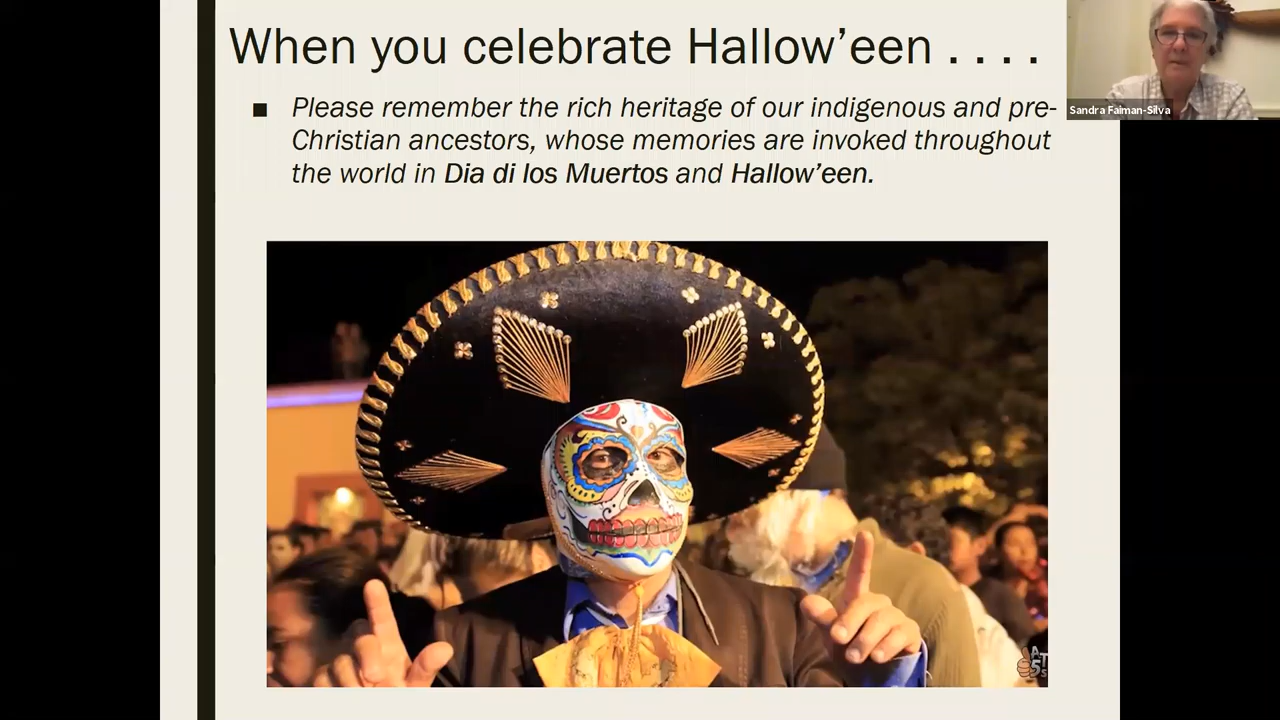 When you celebrate Hallow’een . . . .
■ Please remember the rich heritage of our indigenous and pre-
Christian ancestors, whose memories are invoked throughout
the world in Dia di los Muertos and Hallow’een.
Sandra Faiman-Silva